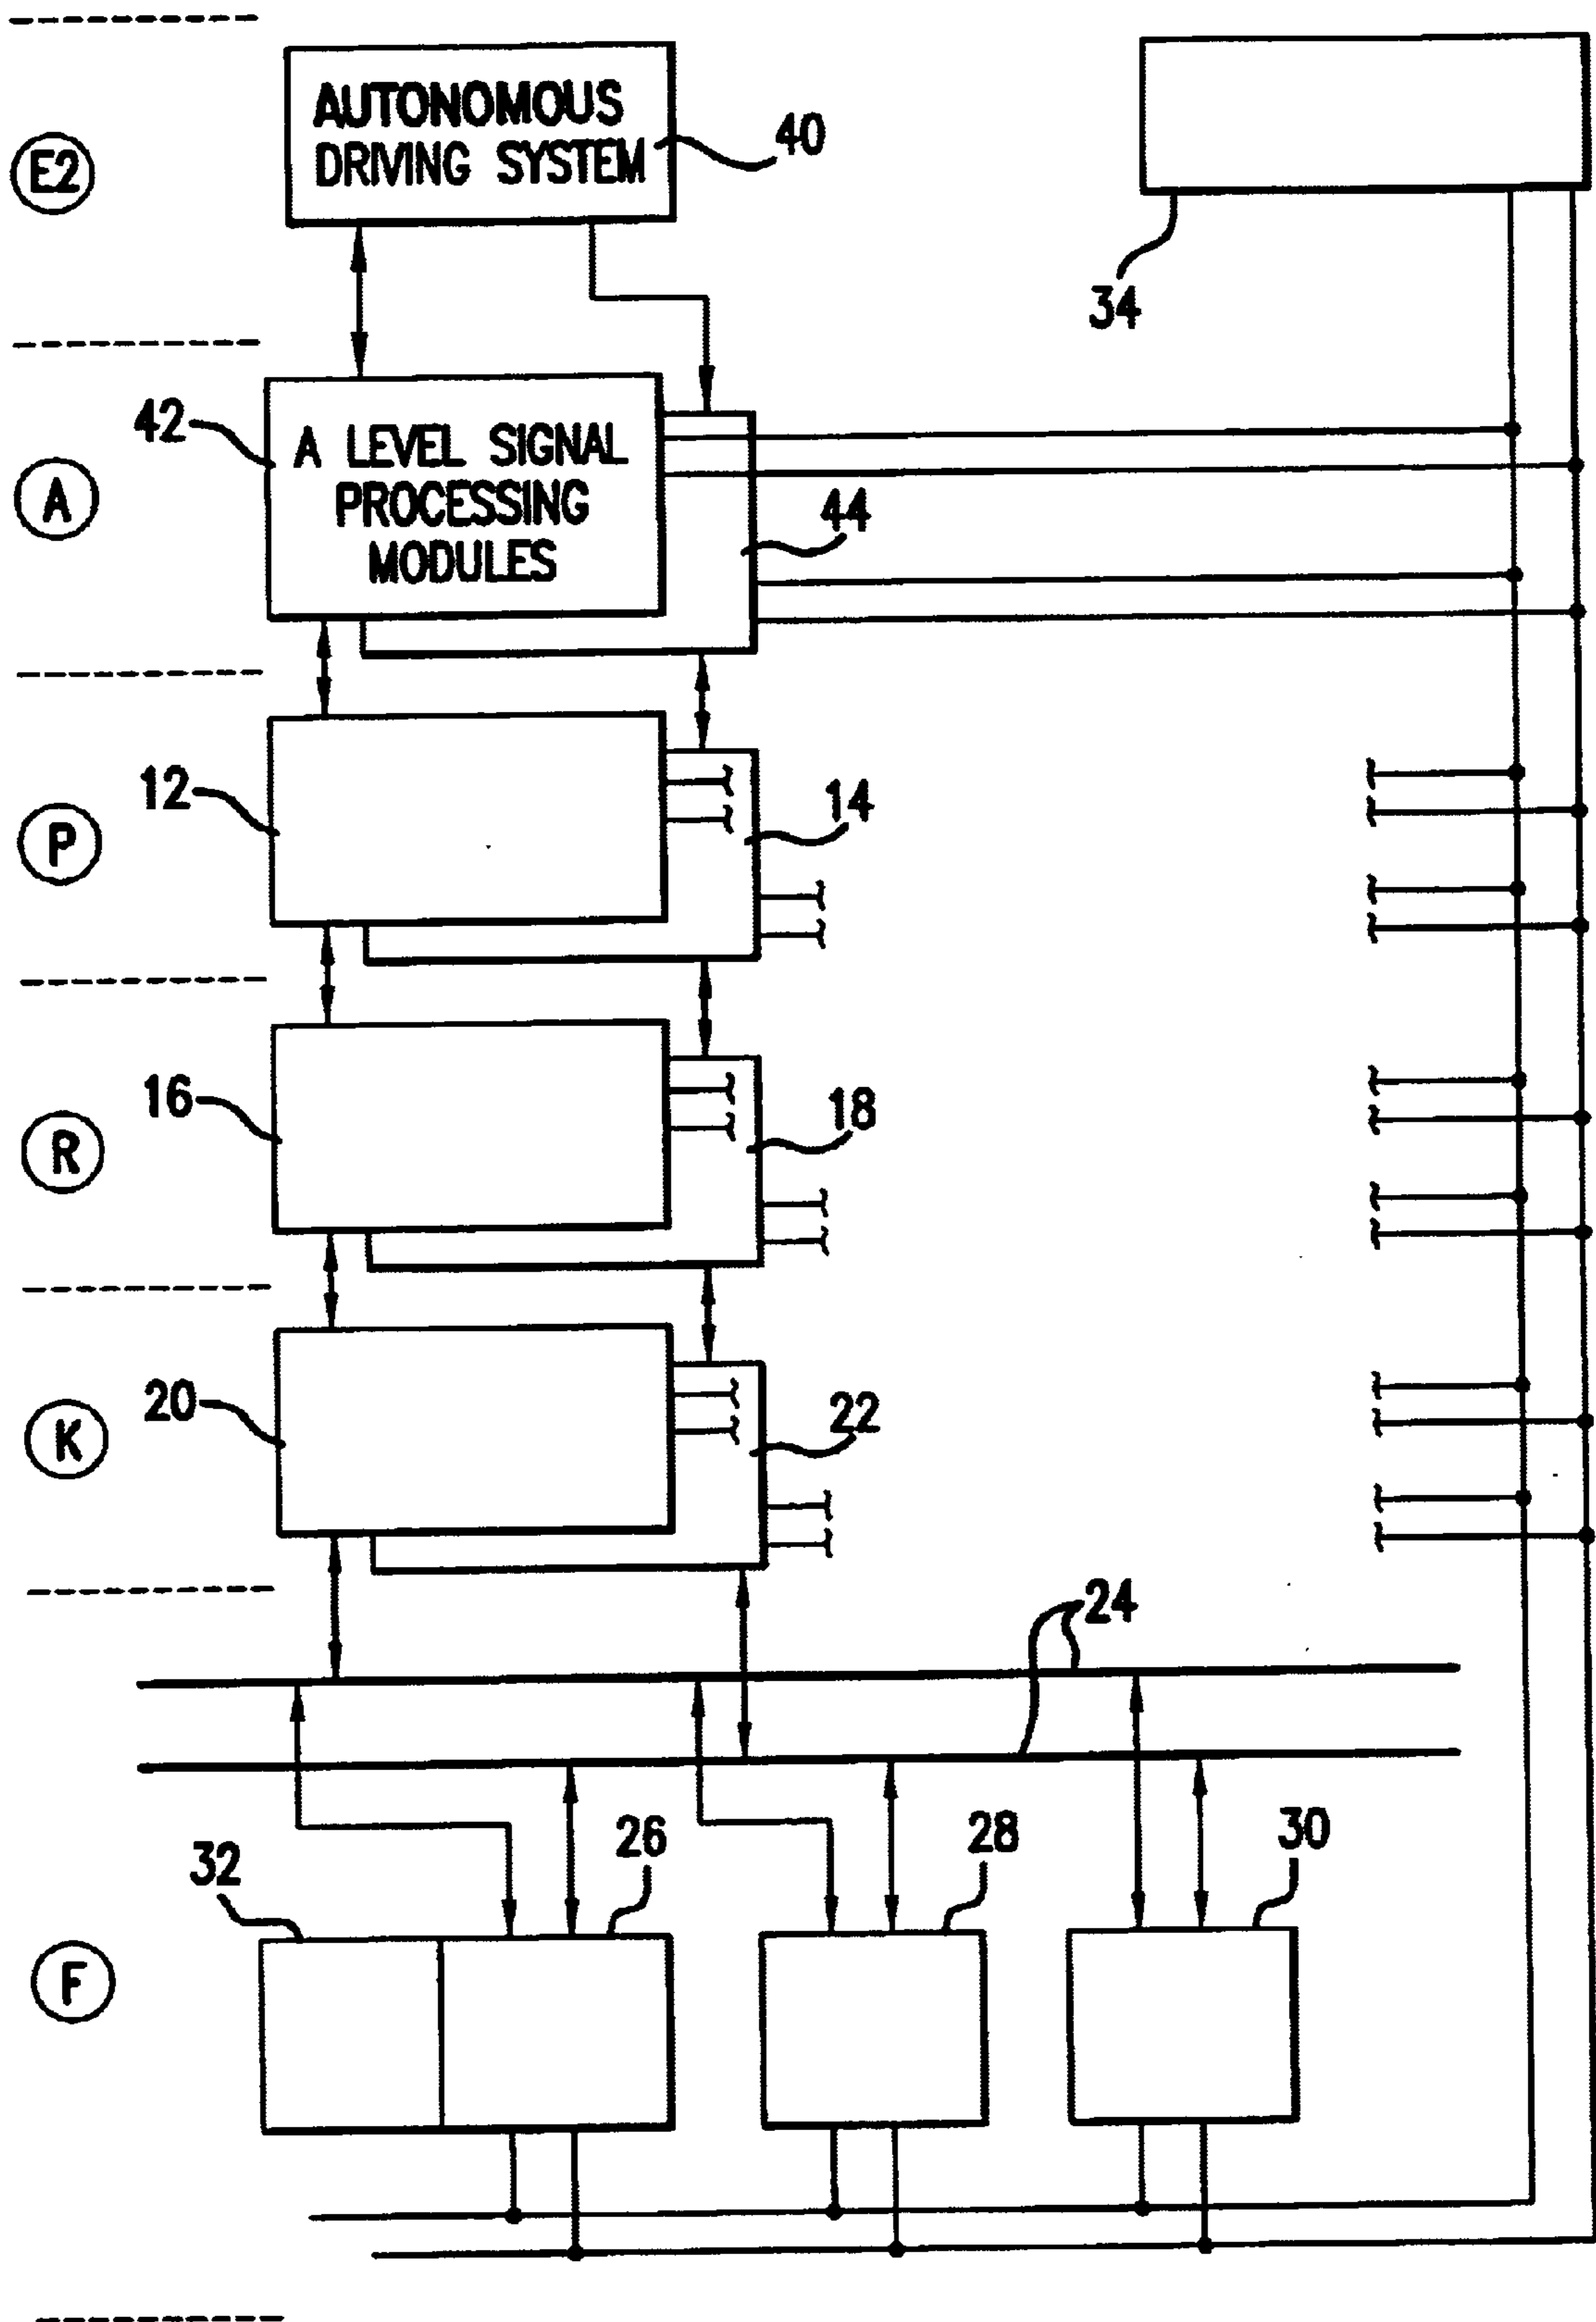 AUTONOMOUS
DRIVING SYSTEM
40
E2
34
42
A LEVEL SIGNAL
PROCESSING
MODULES
A
44
12
14
P
16
18
R
20
22
K
24
26
28
30
32
F